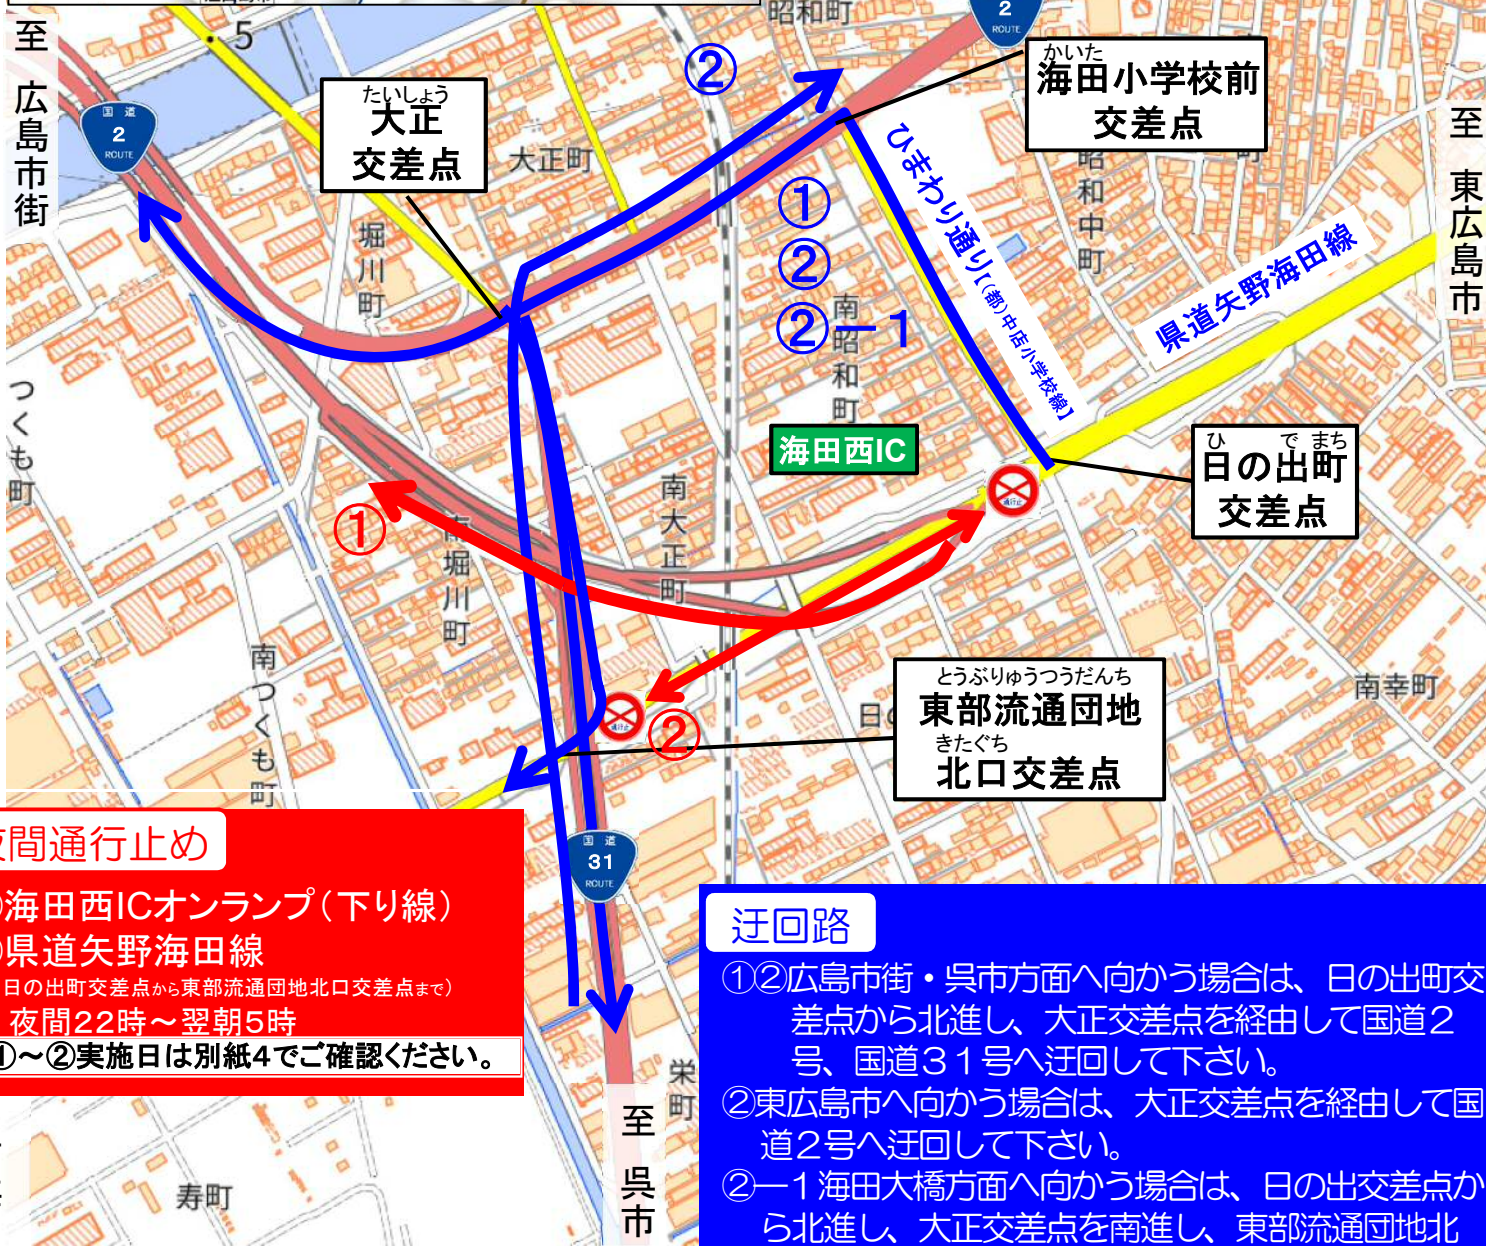 昭和町
2
ROUTE
至 広島市街
5
国道
2
ROUTE
たいしょう
大正
交差点
大正町
②
かいた
海田小学校前
交差点
至 東広島市
昭和中町
町
堀川町
①
②
②－1
ひまわり通り【(都)中店小学校線】
県道矢野海田線
南昭和町
つくも町
海田西IC
ひ で まち
日の出町
交差点
通行止
①
南堀川町
南大正町
南つくも町
とうぶりゅうつうだんち
東部流通団地
きたぐち
北口交差点
日の
南幸町
通行止
②
国道
31
ROUTE
夜間通行止め
①海田西ICオンランプ(下り線)
②県道矢野海田線
日の出町交差点から東部流通団地北口交差点まで)
夜間22時～翌朝5時
①～②実施日は別紙4でご確認ください。
栄町
至 呉市
寿町
迂回路
①②広島市街・呉市方面へ向かう場合は、日の出町交
差点から北進し、大正交差点を経由して国道２
号、国道３１号へ迂回して下さい。
②東広島市へ向かう場合は、大正交差点を経由して国
道２号へ迂回して下さい。
②－１海田大橋方面へ向かう場合は、日の出交差点か
ら北進し、大正交差点を南進し、東部流通団地北